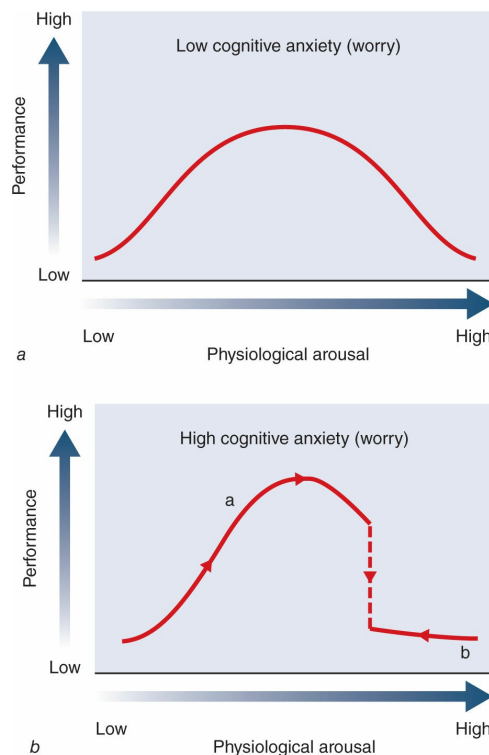 High
Low cognitive anxiety (worry)
Performance
Low
Low
High
a
Physiological arousal
High
High cognitive anxiety (worry)
a
Performance
b
Low
Low
High
b
Physiological arousal